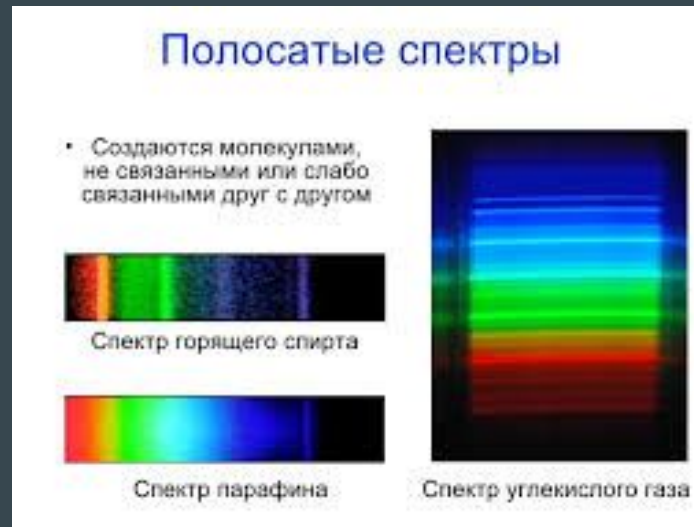 Полосатые спектры
• Создаются молекулами,
не связанными или слабо
связанными друг с другом
Спектр горящего спирта
Спектр парафина
Спектр углекислого газа